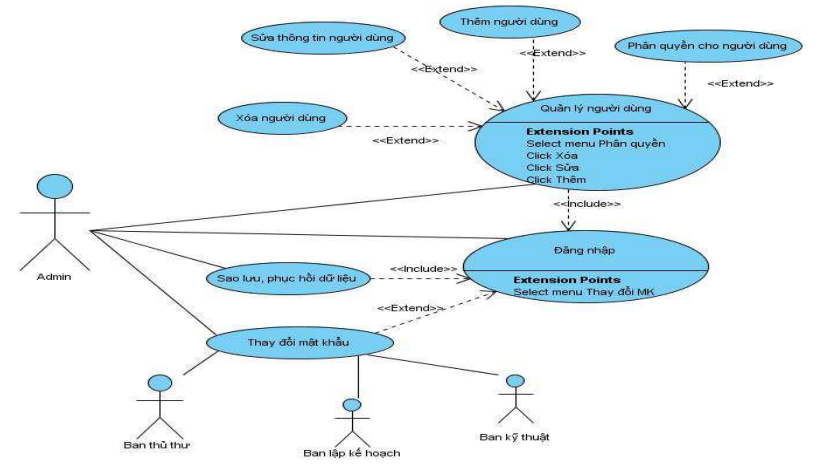 Thêm người dùng
Sửa thông tin người dùng
Phân quyền cho người dùng
<<Extend>>
<<Extend>>
<<Extend>>
Xóa người dùng
<<Extend>>
Quản lý người dùng
Extension Points
Select menu Phân quyền
Click Xóa
Click Sửa
Click Thêm
<<Include>>
Admin
Đăng nhập
Extension Points
Select menu Thay đổi MK
Sao lưu, phục hồi dữ liệu
<<Include>>
<<Extend>>
Thay đổi mật khẩu
Ban thủ thư
Ban lập kế hoạch
Ban kỹ thuật